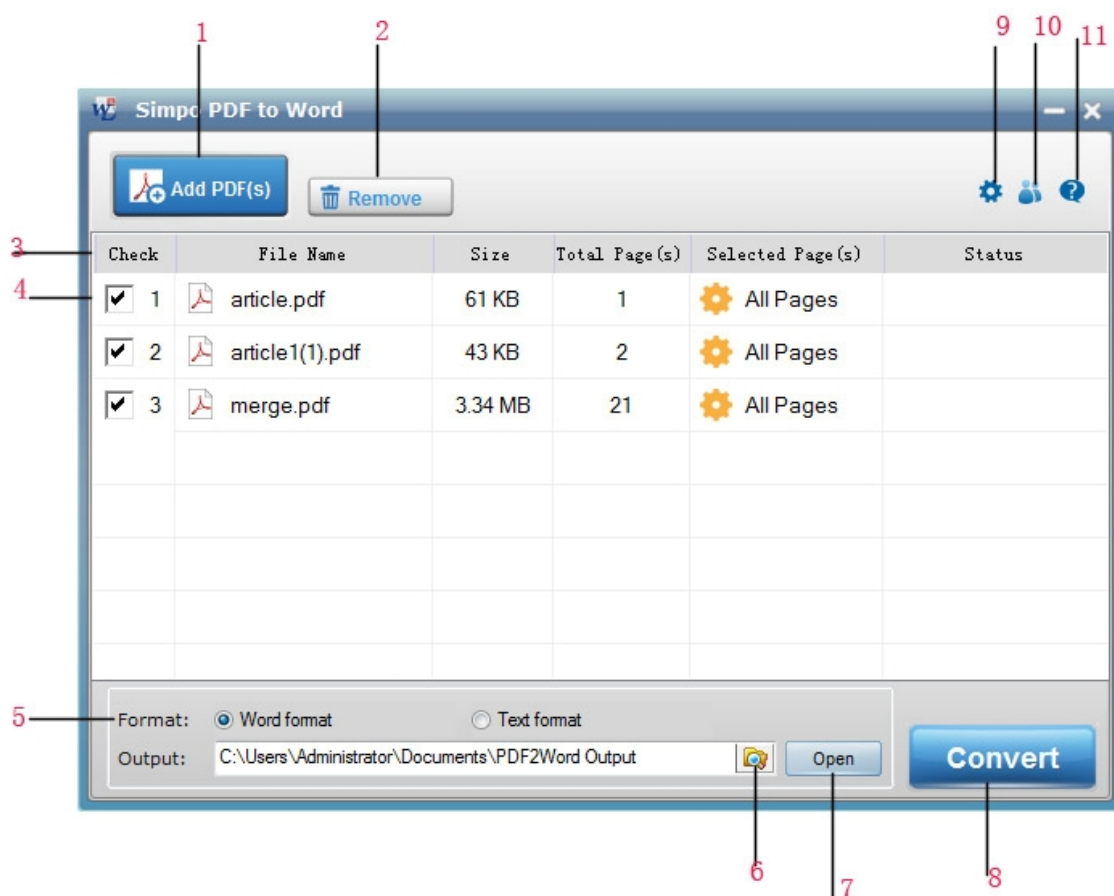 1 2 9 10 11
Simpo PDF to Word
Add PDF(s) Remove
3 Check File Name Size Total Page(s) Selected Page(s) Status
4 1 article.pdf 61 KB 1 All Pages
2 article1(1).pdf 43 KB 2 All Pages
3 merge.pdf 3.34 MB 21 All Pages
5 Format: Word format Text format
Output: C:\Users\Administrator\Documents\PDF2Word Output Open Convert
6 7 8